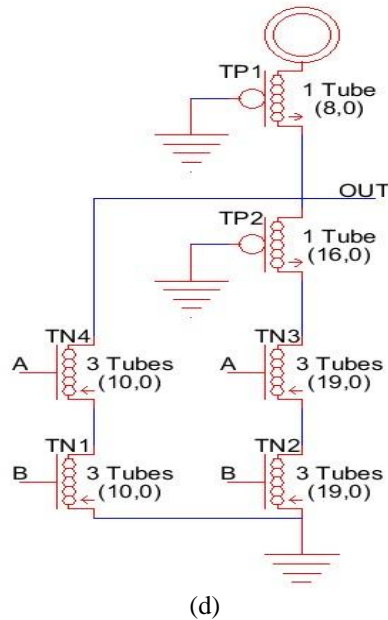 TP1
1 Tube
(8,0)
OUT
TP2
1 Tube
(16,0)
TN4
A
3 Tubes
(10,0)
TN3
A
3 Tubes
(19,0)
TN1
B
3 Tubes
(10,0)
TN2
B
3 Tubes
(19,0)
(d)